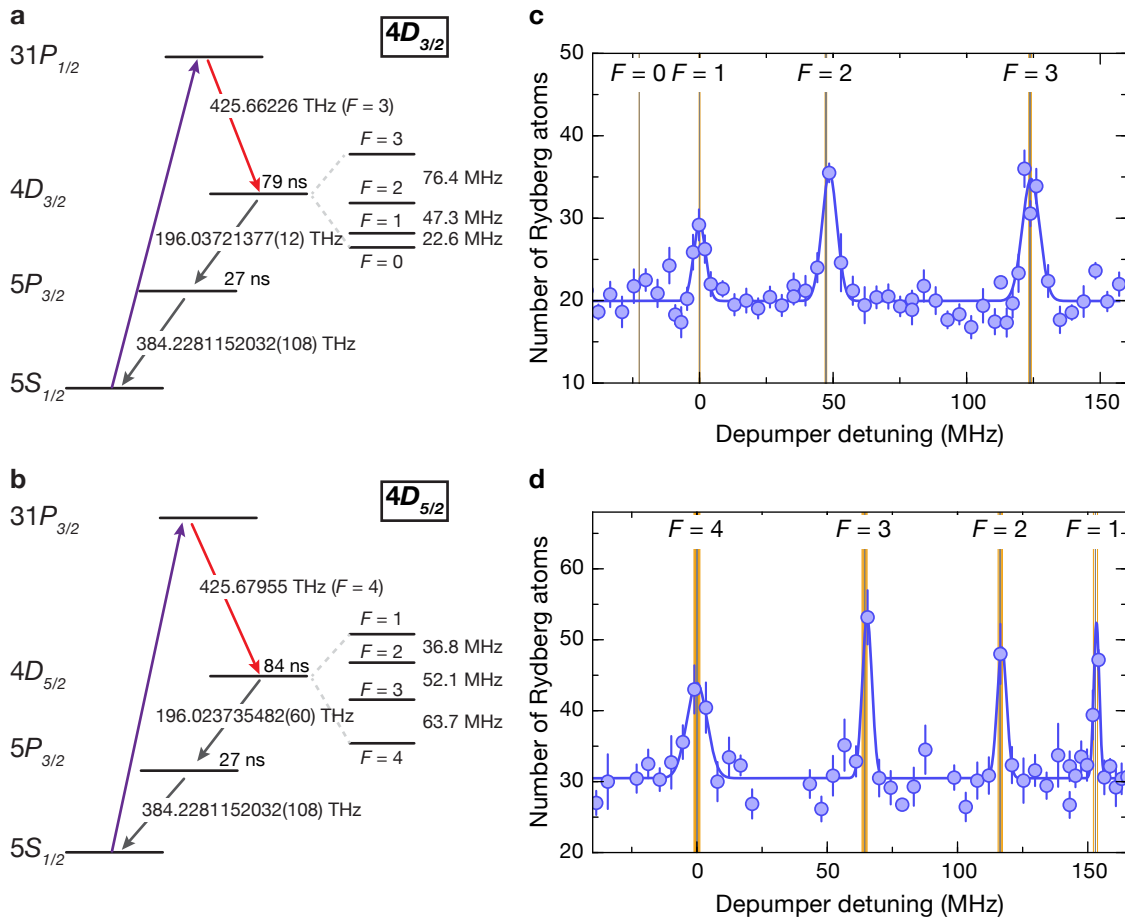 a
4D3/2
31P1/2
425.66226 THz (F = 3)
F = 3
79 ns
76.4 MHz
4D3/2
F = 2
F = 1
47.3 MHz
196.03721377(12) THz
22.6 MHz
F = 0
5P3/2
27 ns
384.2281152032(108) THz
5S1/2
b
4D5/2
31P3/2
425.67955 THz (F = 4)
F = 1
36.8 MHz
84 ns
F = 2
4D5/2
52.1 MHz
F = 3
196.023735482(60) THz
63.7 MHz
5P3/2
27 ns
F = 4
384.2281152032(108) THz
5S1/2
c
50
F = 0
F = 1
F = 2
F = 3
40
30
20
10
Number of Rydberg atoms
0
50
100
150
Depumper detuning (MHz)
d
F = 4
F = 3
F = 2
F = 1
60
50
40
30
20
Number of Rydberg atoms
0
50
100
150
Depumper detuning (MHz)